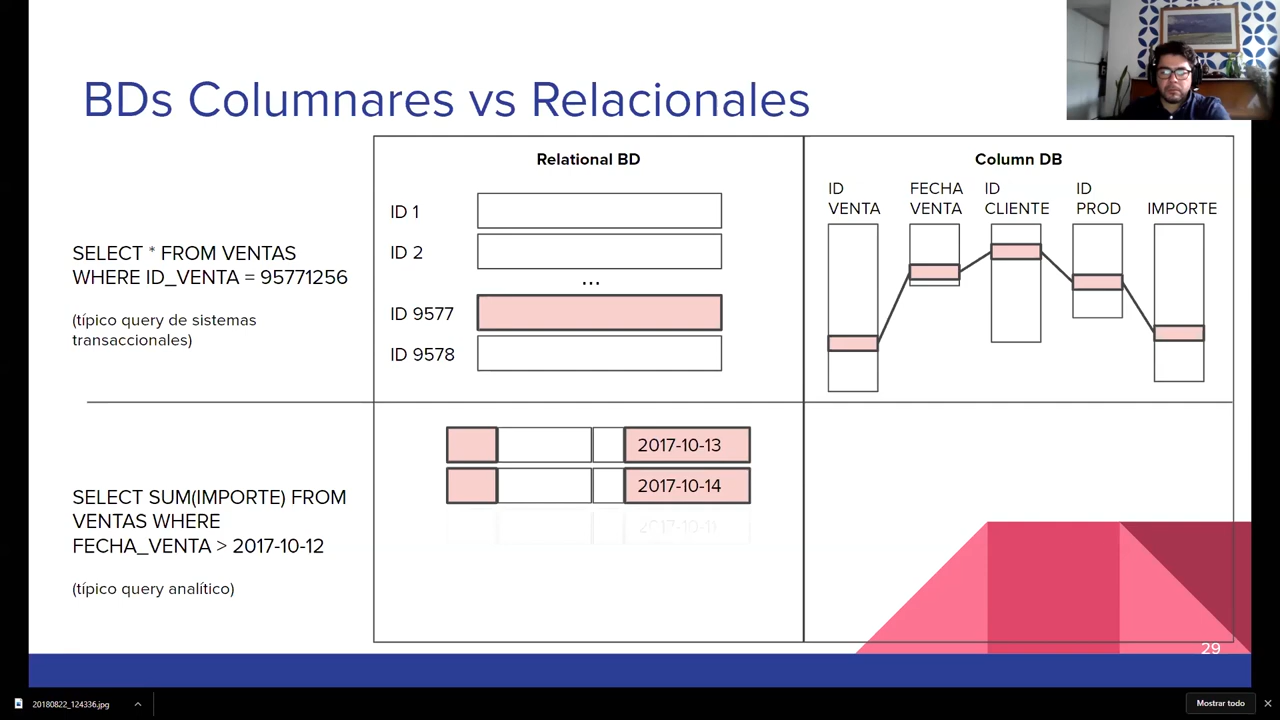 BDs Columnares vs Relacionales
Relational BD
Column DB
SELECT * FROM VENTAS
WHERE ID_VENTA = 95771256
(típico query de sistemas
transaccionales)
ID 1
ID 2
...
ID 9577
ID 9578
ID
VENTA
FECHA
VENTA
ID
CLIENTE
ID
PROD
IMPORTE
SELECT SUM(IMPORTE) FROM
VENTAS WHERE
FECHA_VENTA > 2017-10-12
(típico query analítico)
2017-10-13
2017-10-14
2017-10-11
29
20180822_124336.jpg
Mostrar todo